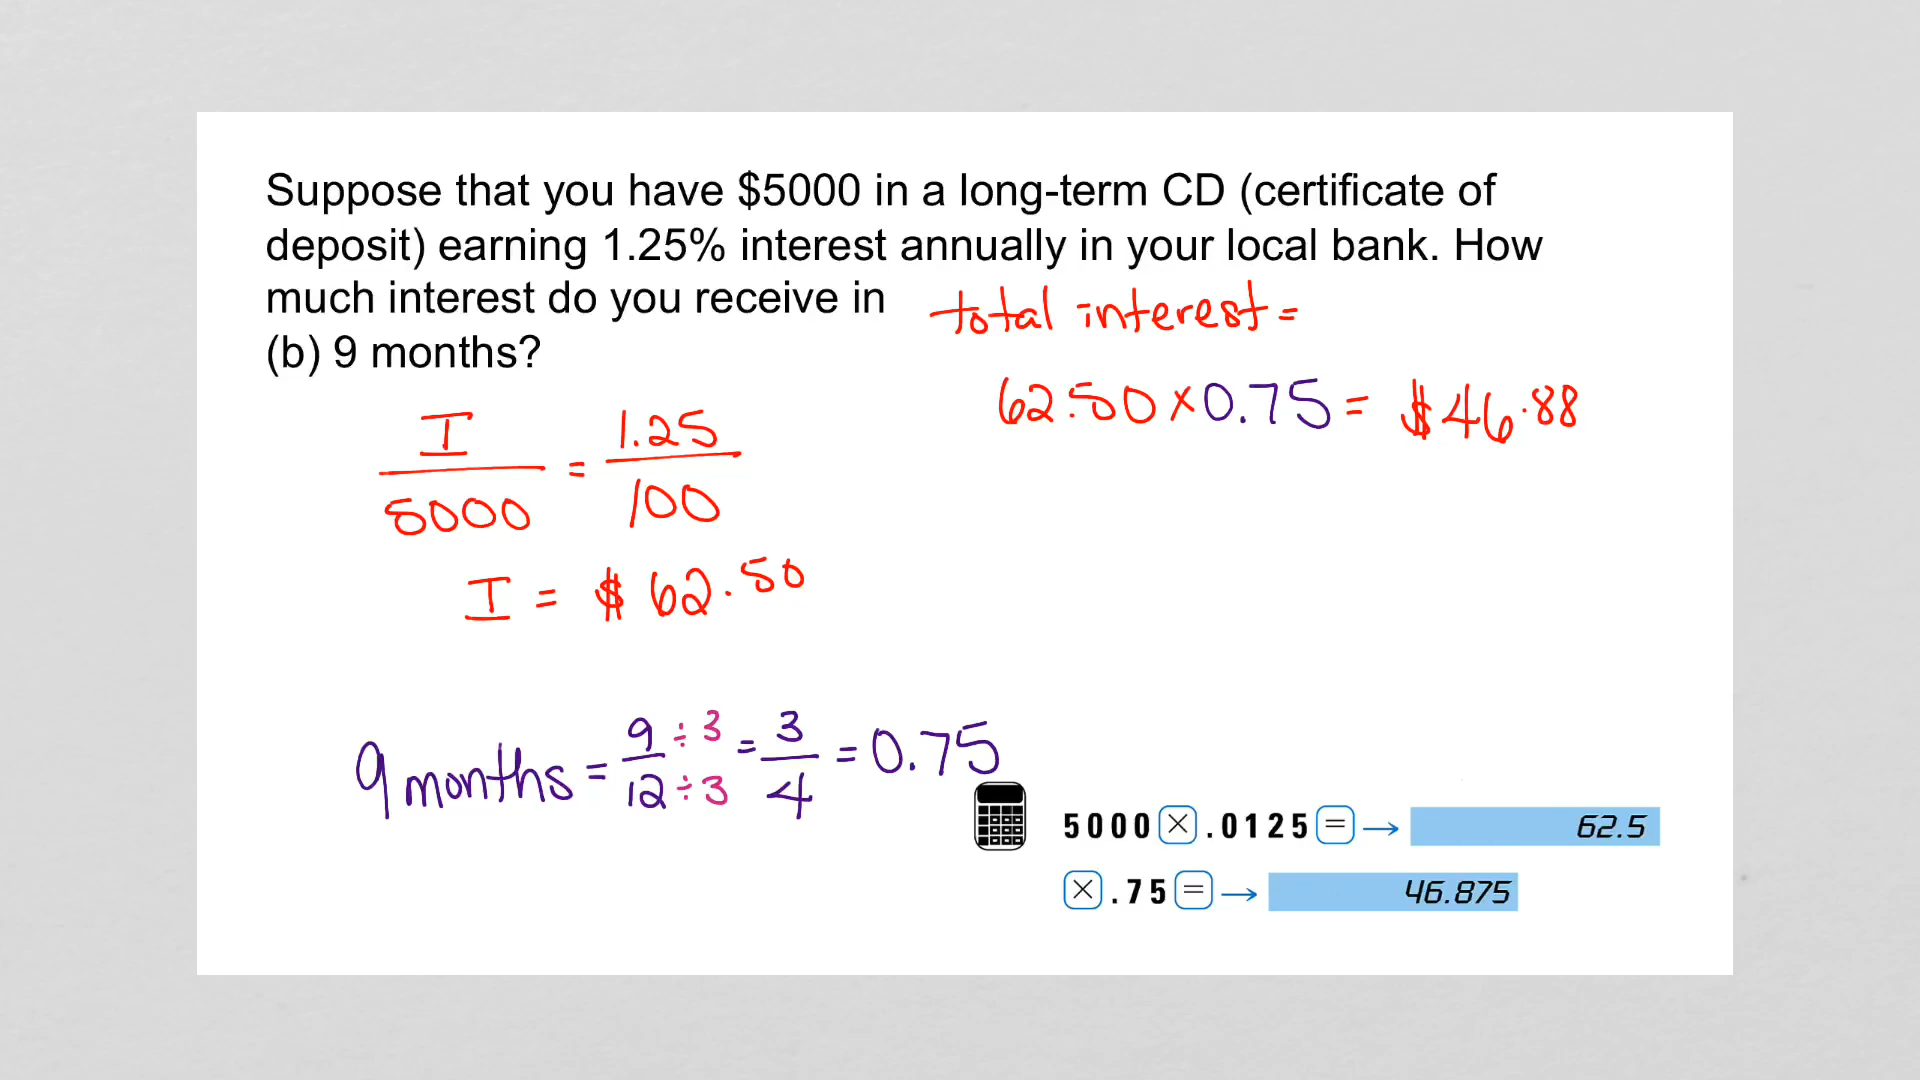 Suppose that you have $5000 in a long-term CD (certificate of
deposit) earning 1.25% interest annually in your local bank. How
much interest do you receive in
(b) 9 months?
total interest =
62.50 × 0.75 = $46.88
I/5000 = 1.25/100
I = $62.50
9 months = 9÷3/12÷3 = 3/4 = 0.75
5000 × .0125 = → 62.5
× .75 = → 46.875